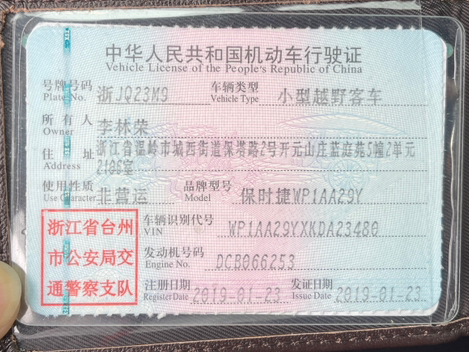 中华人民共和国机动车行驶证
Vehicle License of the People's Republic of China
号牌号码 Plate No. 浙JQ23M9 车辆类型 Vehicle Type 小型越野客车
所有人 Owner 李林荣
住址 Address 浙江省温岭市城西街道保塔路2号开元山庄蓝庭苑5幢2单元
2106室
使用性质 Use Character 非营运 品牌型号 Model 保时捷WP1AA29Y
浙江省台州
市公安局交
通警察支队
车辆识别代号 VIN WP1AA29YXKDA23480
发动机号码 Engine No. DCB066253
注册日期 Register Date 2019-01-23 发证日期 Issue Date 2019-01-23